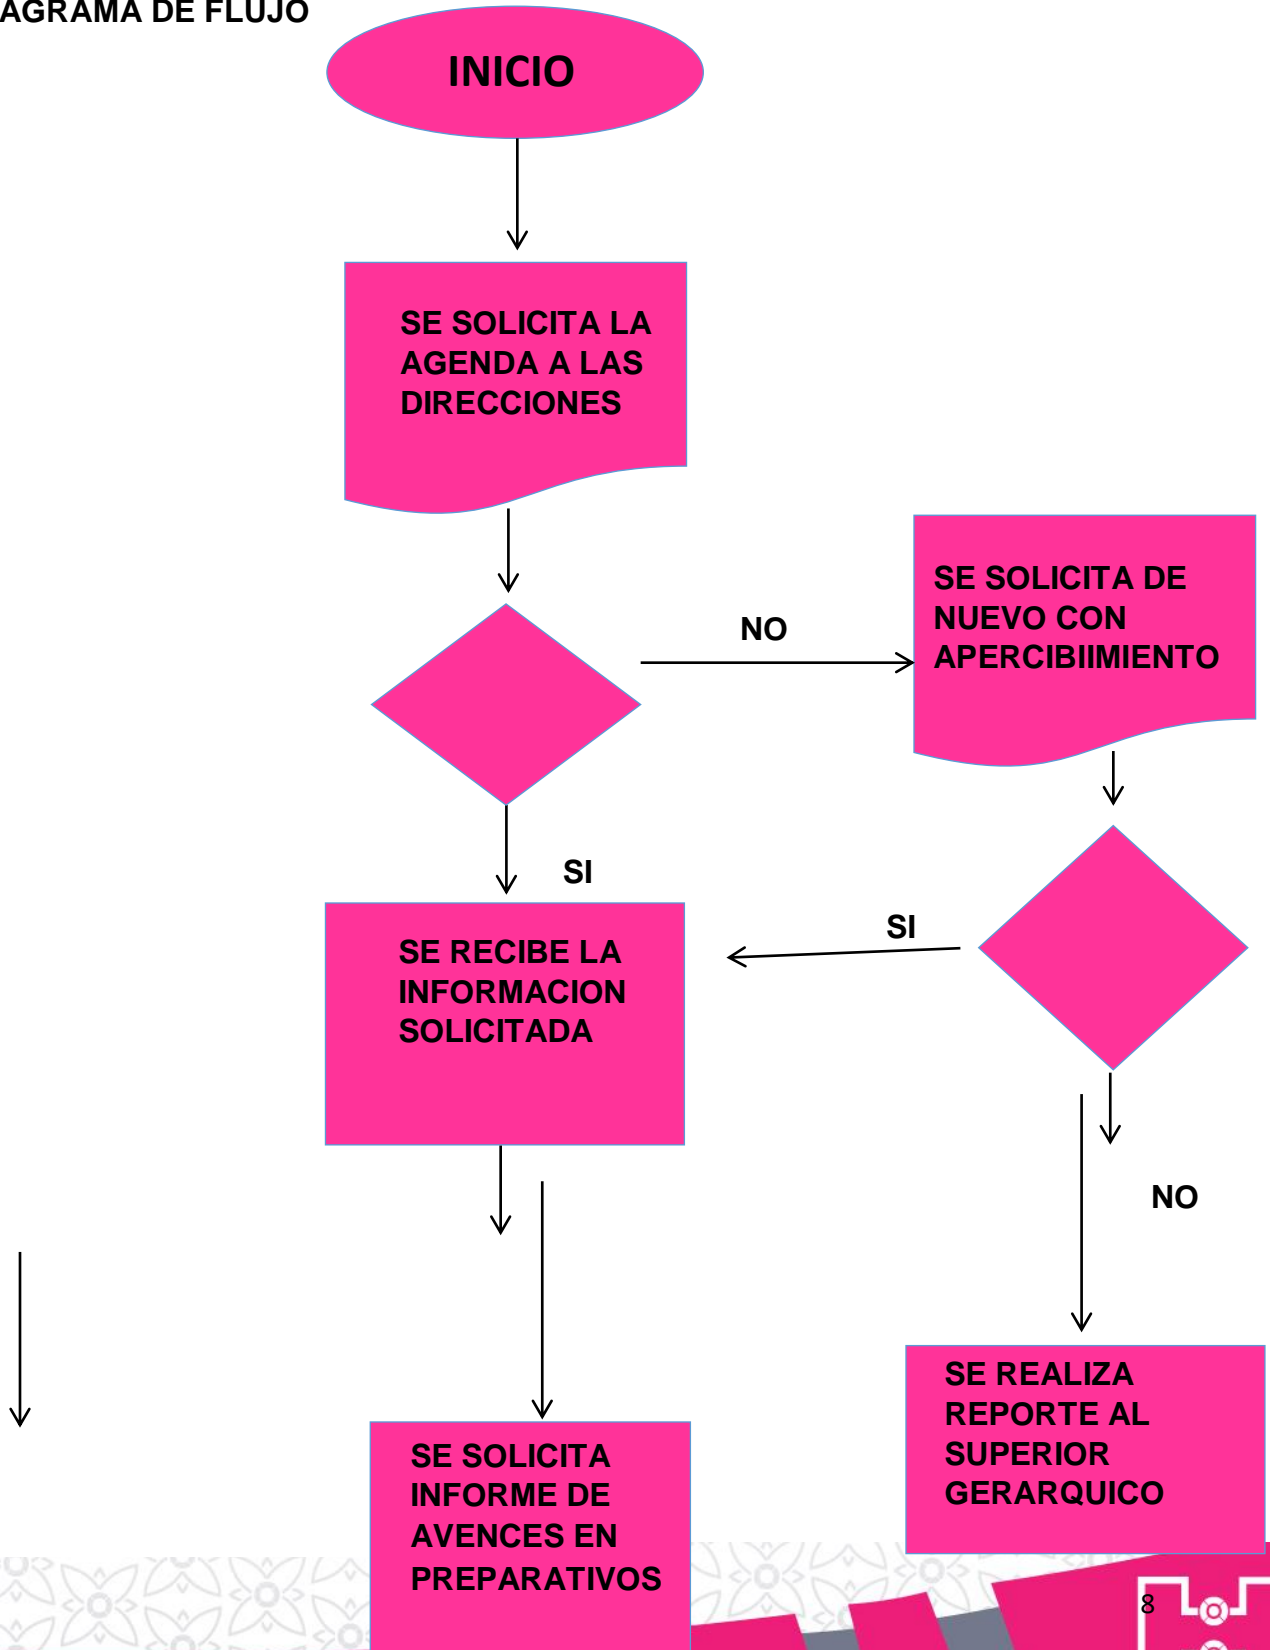 AGRAMA DE FLUJO
INICIO
SE SOLICITA LA
AGENDA A LAS
DIRECCIONES
NO
SE SOLICITA DE
NUEVO CON
APERCIBIIMIENTO
SI
SE RECIBE LA
INFORMACION
SOLICITADA
SI
NO
SE REALIZA
REPORTE AL
SUPERIOR
GERARQUICO
SE SOLICITA
INFORME DE
AVENCES EN
PREPARATIVOS
8